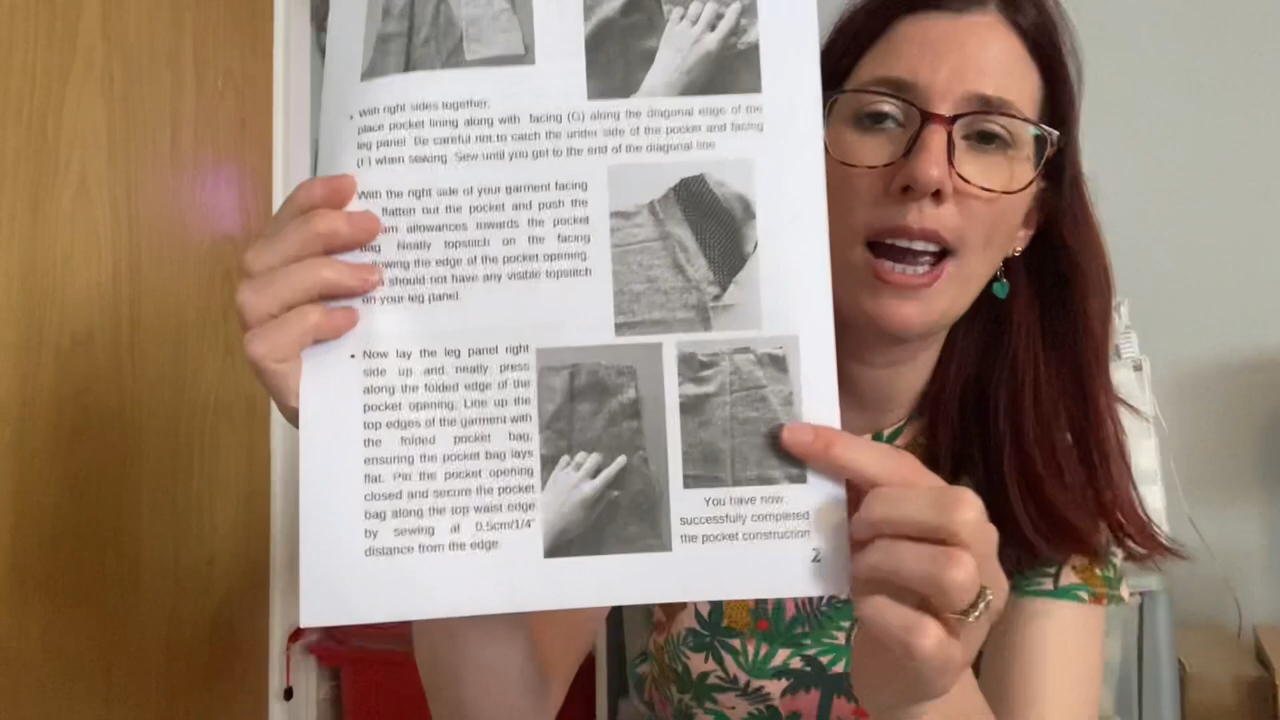 • With right sides together,
place pocket lining along with facing (G) along the diagonal edge of the
leg panel. Be careful not to catch the under side of the pocket and facing
(F) when sewing. Sew until you get to the end of the diagonal line
With the right side of your garment facing
flatten out the pocket and push the
allowances towards the pocket
Neatly topstitch on the facing
the edge of the pocket opening.
should not have any visible topstitch
on your leg panel.
• Now lay the leg panel right
side up and neatly press
along the folded edge of the
pocket opening. Line up the
top edges of the garment with
the folded pocket bag,
ensuring the pocket bag lays
flat. Pin the pocket opening
closed and secure the pocket
bag along the top waist edge
by sewing at 0.5cm/1/4"
distance from the edge
You have now
successfully completed
the pocket construction
2